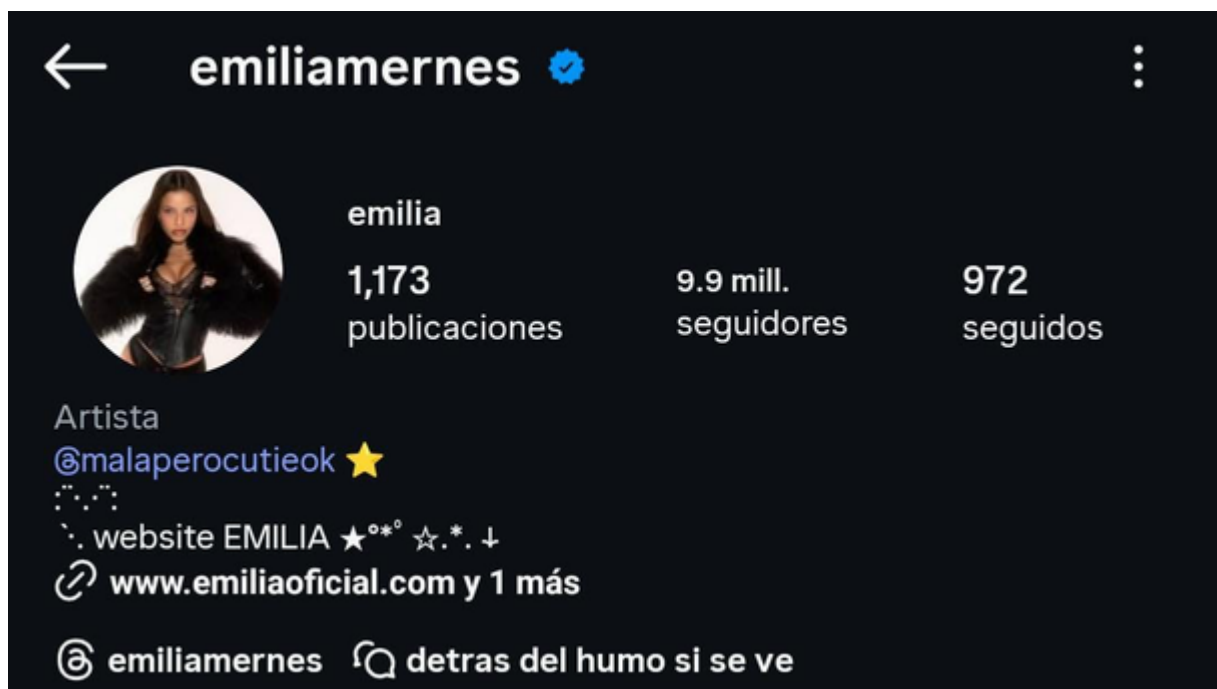 emiliamernes
emilia
1,173 9.9 mill. 972
publicaciones seguidores seguidos
Artista
@malaperocutieok ⭐
:¨·.·¨:
`·. website EMILIA ★°*ﾟ ☆.*. ↓
www.emiliaoficial.com y 1 más
emiliamernes detras del humo si se ve